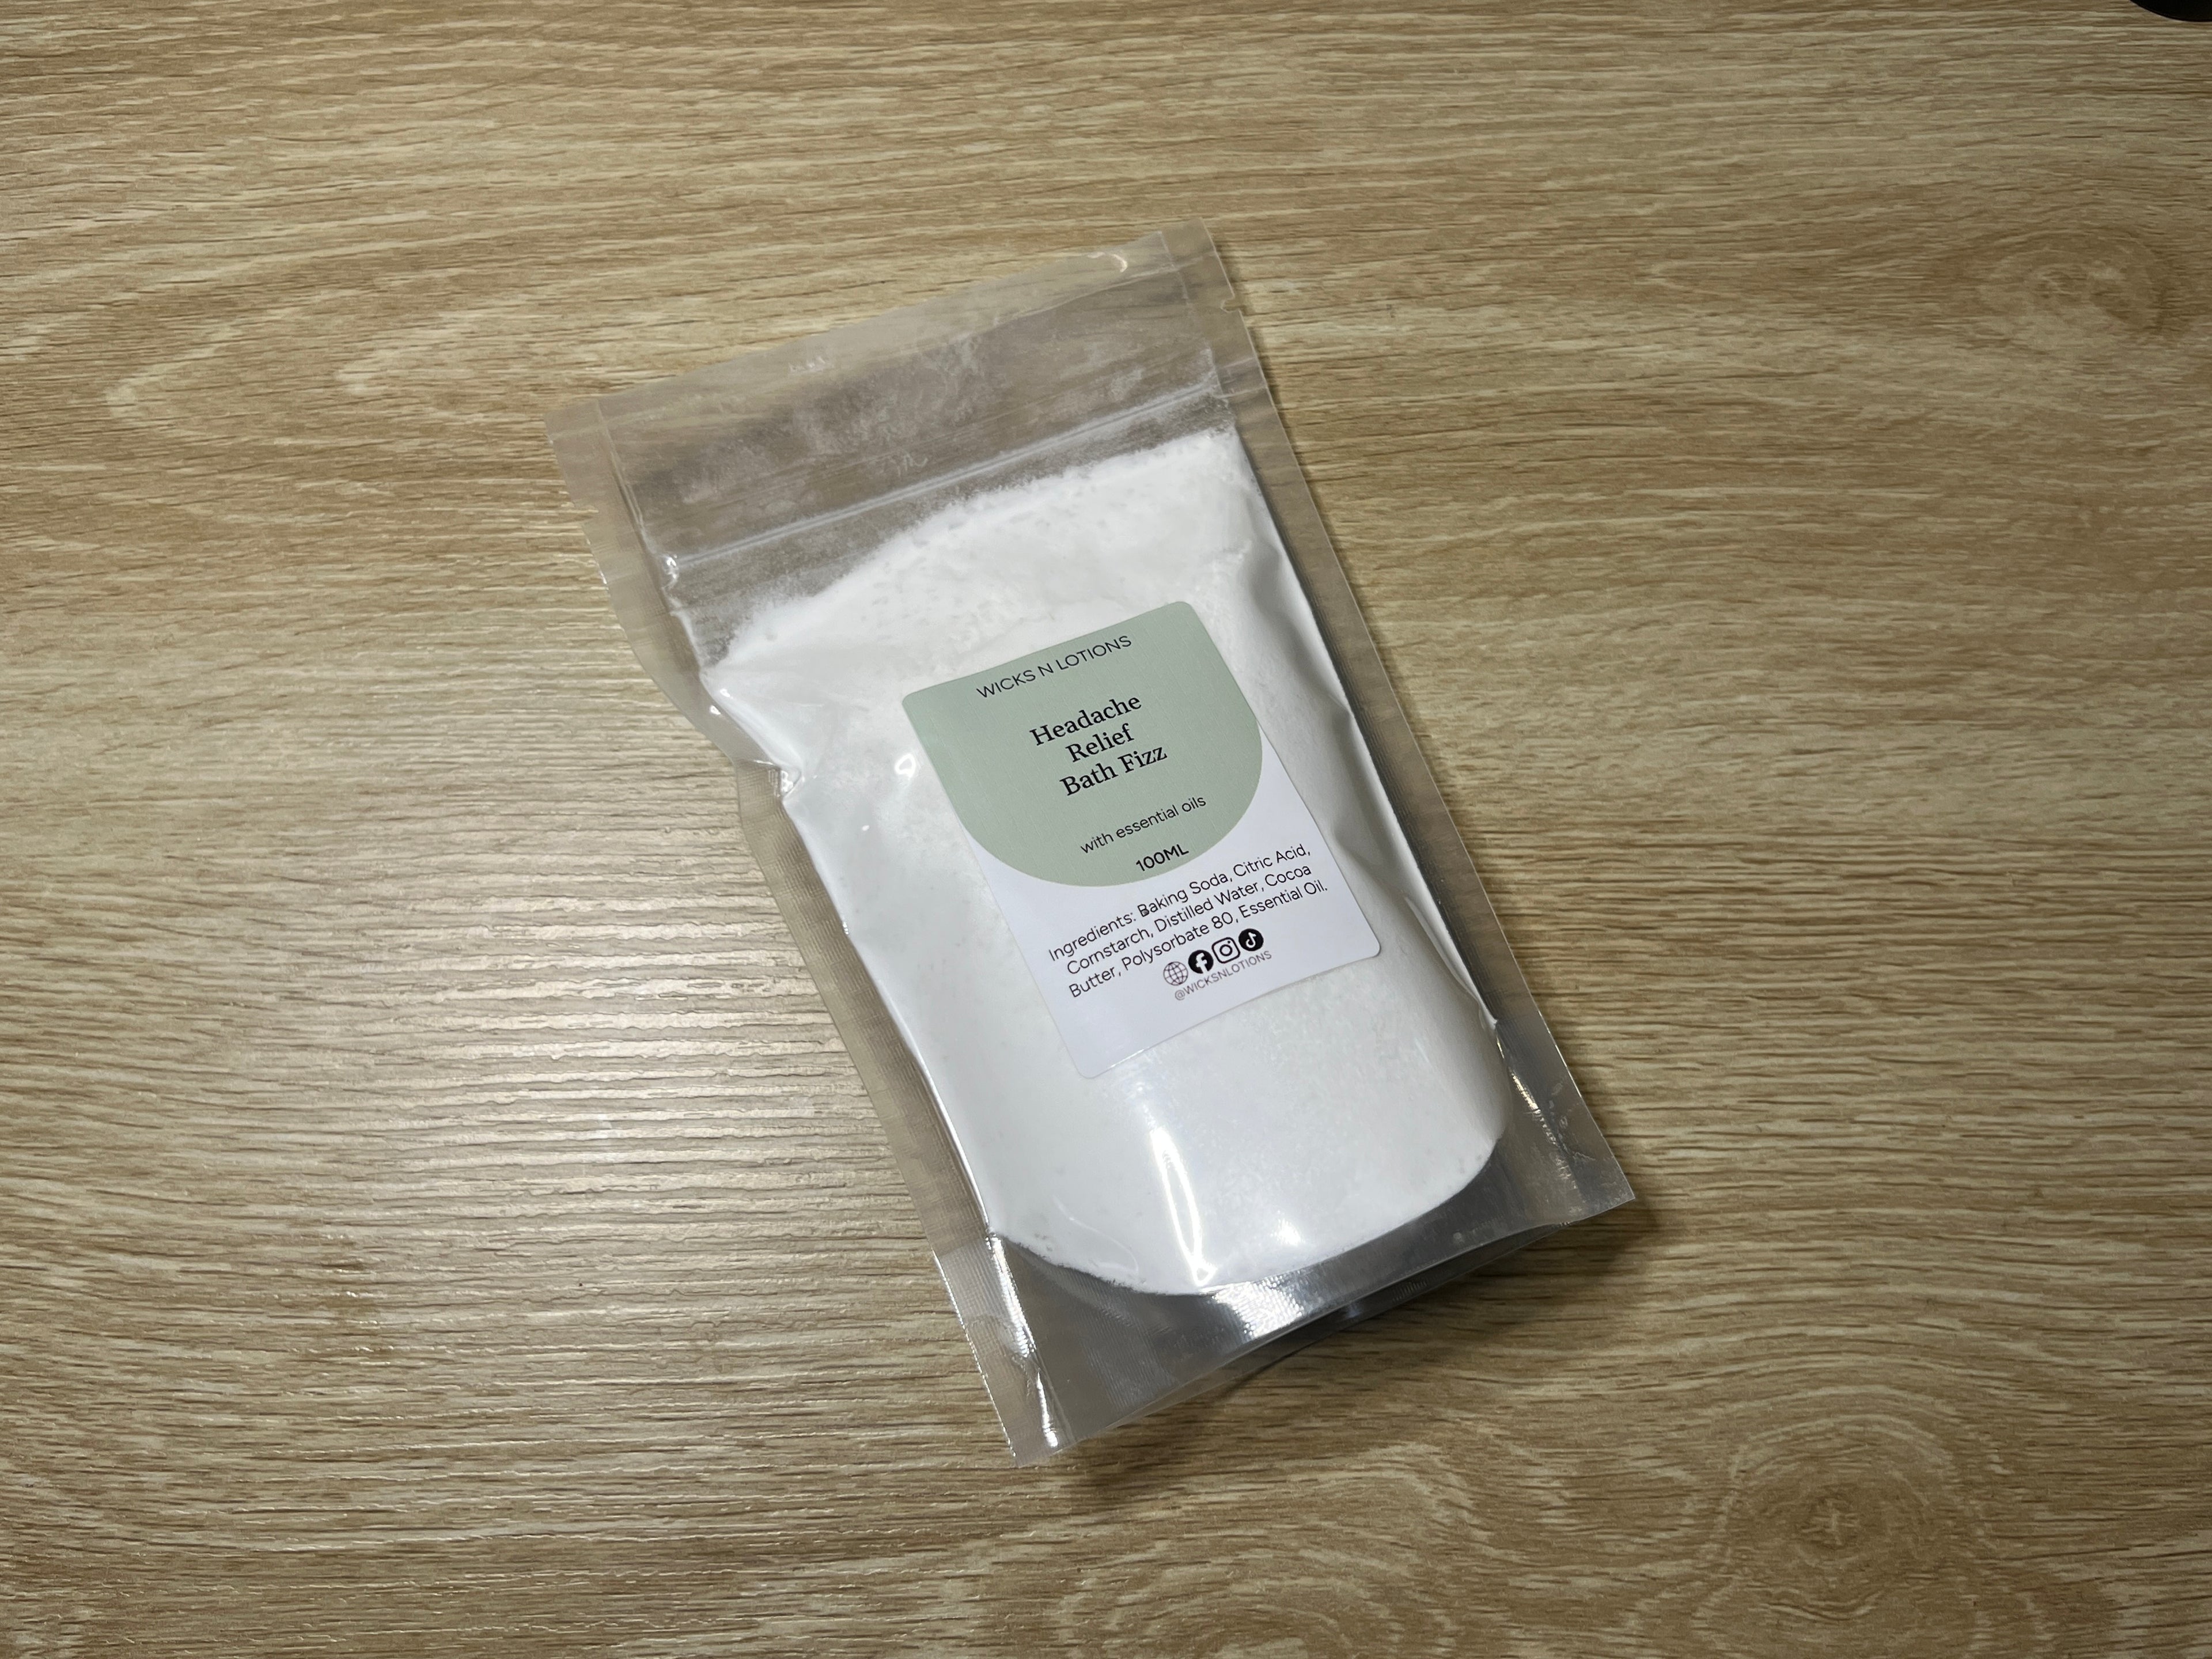 WICKS N LOTIONS
Headache
Relief
Bath Fizz
with essential oils
100ML
Ingredients: Baking Soda, Citric Acid,
Cornstarch, Distilled Water, Cocoa
Butter, Polysorbate 80, Essential Oil.
@WICKSNLOTIONS